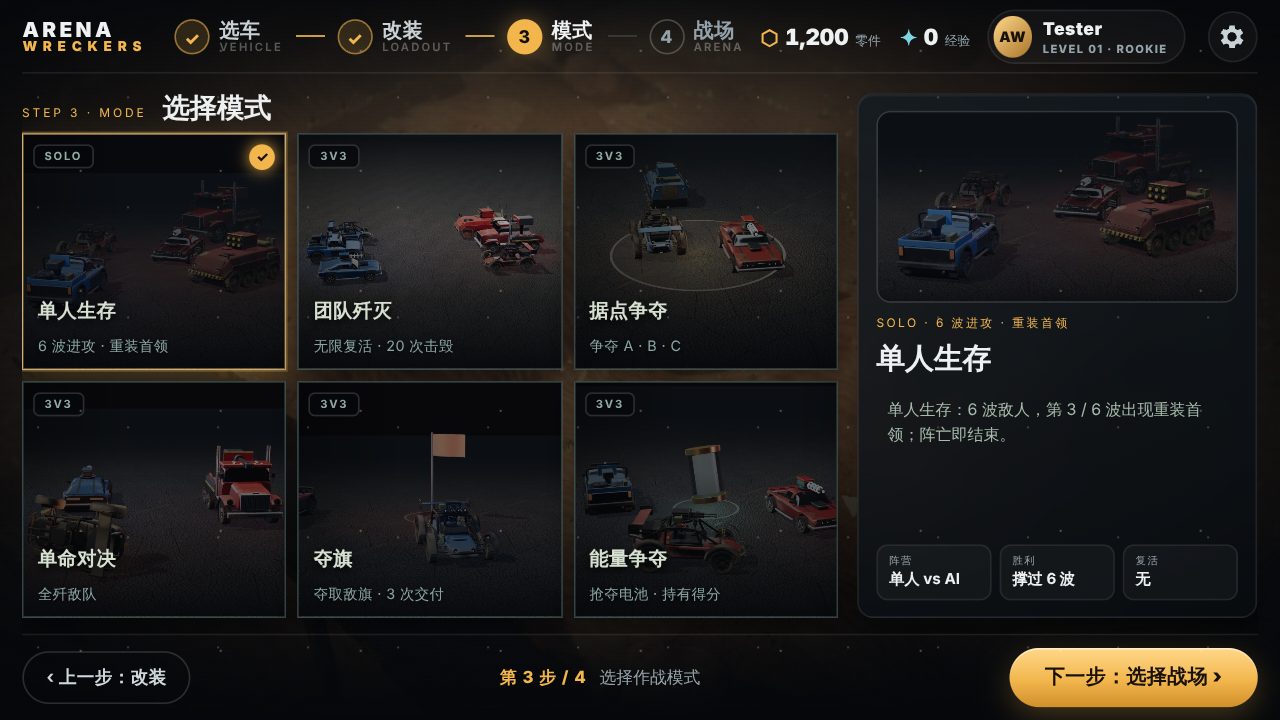 ARENA
WRECKERS
选车
VEHICLE
改装
LOADOUT
3
模式
MODE
4
战场
ARENA
1,200 零件
0 经验
AW
Tester
LEVEL 01 · ROOKIE
STEP 3 · MODE 选择模式
SOLO
单人生存
6 波进攻 · 重装首领
3V3
团队歼灭
无限复活 · 20 次击毁
3V3
据点争夺
争夺 A · B · C
3V3
单命对决
全歼敌队
3V3
夺旗
夺取敌旗 · 3 次交付
3V3
能量争夺
抢夺电池 · 持有得分
SOLO · 6 波进攻 · 重装首领
单人生存
单人生存：6 波敌人，第 3 / 6 波出现重装首
领；阵亡即结束。
阵营
单人 vs AI
胜利
撑过 6 波
复活
无
‹ 上一步：改装
第 3 步 / 4 选择作战模式
下一步：选择战场 ›